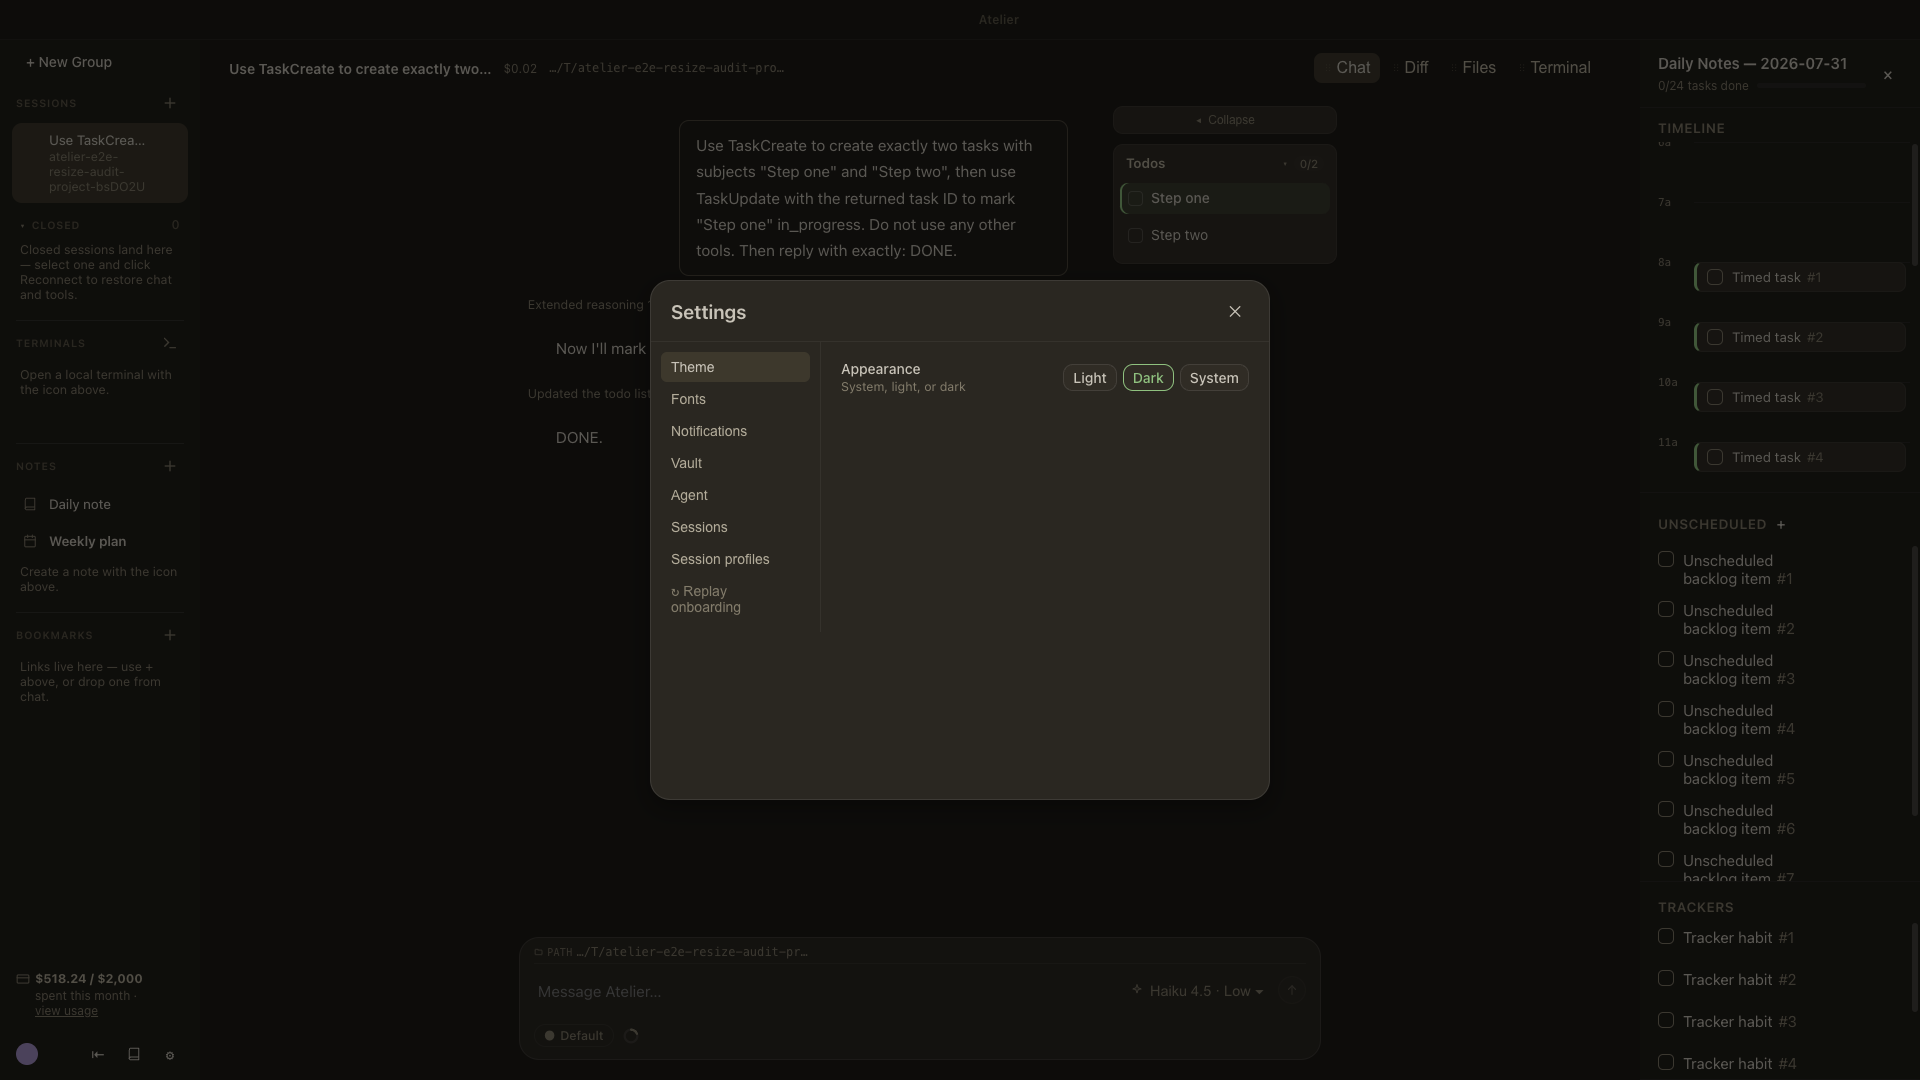 Atelier
+ New Group
SESSIONS
Use TaskCrea...
atelier-e2e-
resize-audit-
project-bsDO2U
CLOSED 0
Closed sessions land here
— select one and click
Reconnect to restore chat
and tools.
TERMINALS
Open a local terminal with
the icon above.
NOTES
Daily note
Weekly plan
Create a note with the icon
above.
BOOKMARKS
Links live here — use +
above, or drop one from
chat.
$518.24 / $2,000
spent this month ·
view usage
Use TaskCreate to create exactly two... $0.02 …/T/atelier-e2e-resize-audit-pro…
Chat Diff Files Terminal
Use TaskCreate to create exactly two tasks with
subjects "Step one" and "Step two", then use
TaskUpdate with the returned task ID to mark
"Step one" in_progress. Do not use any other
tools. Then reply with exactly: DONE.
Collapse
Todos 0/2
Step one
Step two
Extended reasoning
Now I'll mark
Updated the todo list
DONE.
Settings
Theme
Fonts
Notifications
Vault
Agent
Sessions
Session profiles
↻ Replay
onboarding
Appearance
System, light, or dark
Light Dark System
PATH …/T/atelier-e2e-resize-audit-pr…
Message Atelier...
Haiku 4.5 · Low
Default
Daily Notes — 2026-07-31
0/24 tasks done
TIMELINE
7a
8a
Timed task #1
9a
Timed task #2
10a
Timed task #3
11a
Timed task #4
UNSCHEDULED +
Unscheduled
backlog item #1
Unscheduled
backlog item #2
Unscheduled
backlog item #3
Unscheduled
backlog item #4
Unscheduled
backlog item #5
Unscheduled
backlog item #6
Unscheduled
backlog item #7
TRACKERS
Tracker habit #1
Tracker habit #2
Tracker habit #3
Tracker habit #4